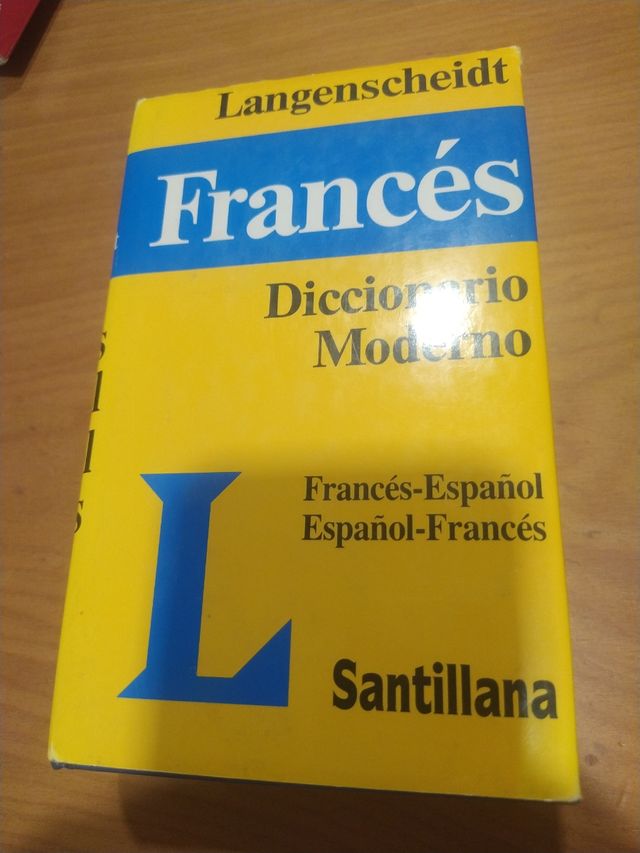 Langenscheidt
Francés
Diccionario
Moderno
Francés-Español
Español-Francés
L
Santillana